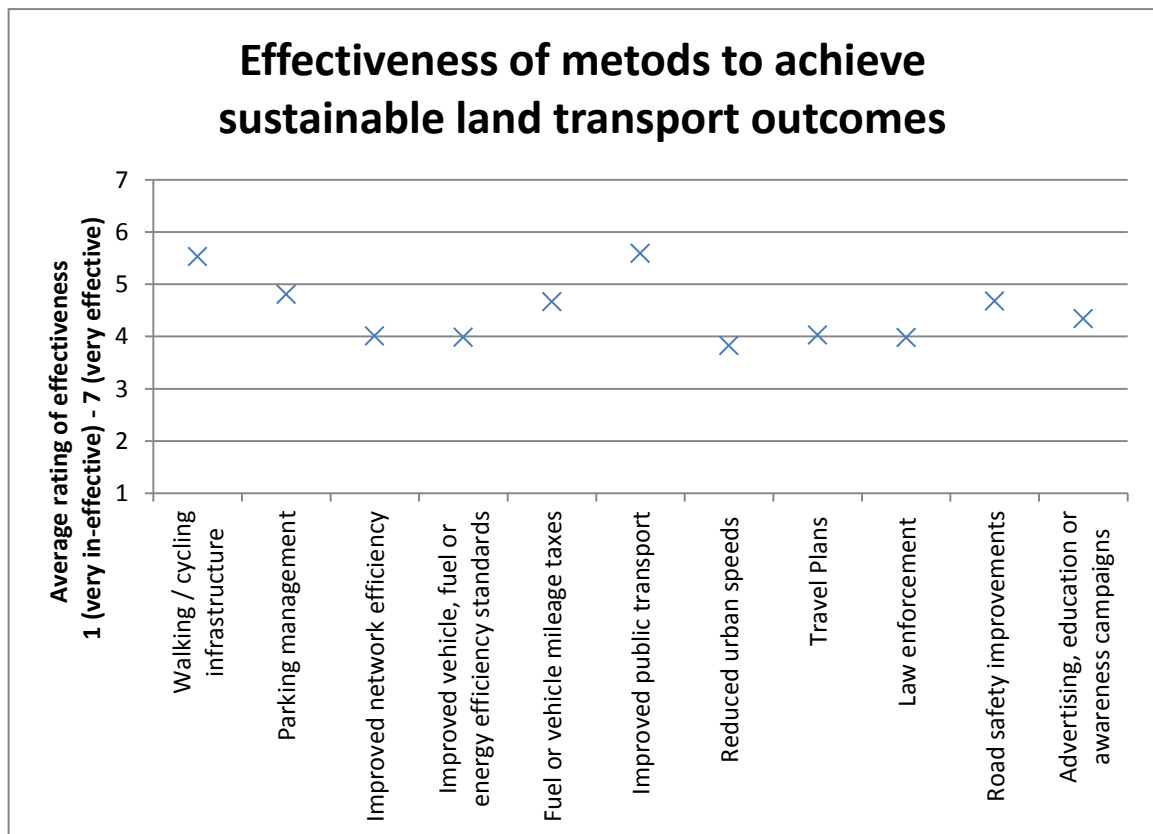 Effectiveness of metods to achieve
sustainable land transport outcomes
Average rating of effectiveness
1 (very in-effective) - 7 (very effective)
7
6
5
4
3
2
1
Walking / cycling
infrastructure
Parking management
Improved network efficiency
Improved vehicle, fuel or
energy efficiency standards
Fuel or vehicle mileage taxes
Improved public transport
Reduced urban speeds
Travel Plans
Law enforcement
Road safety improvements
Advertising, education or
awareness campaigns